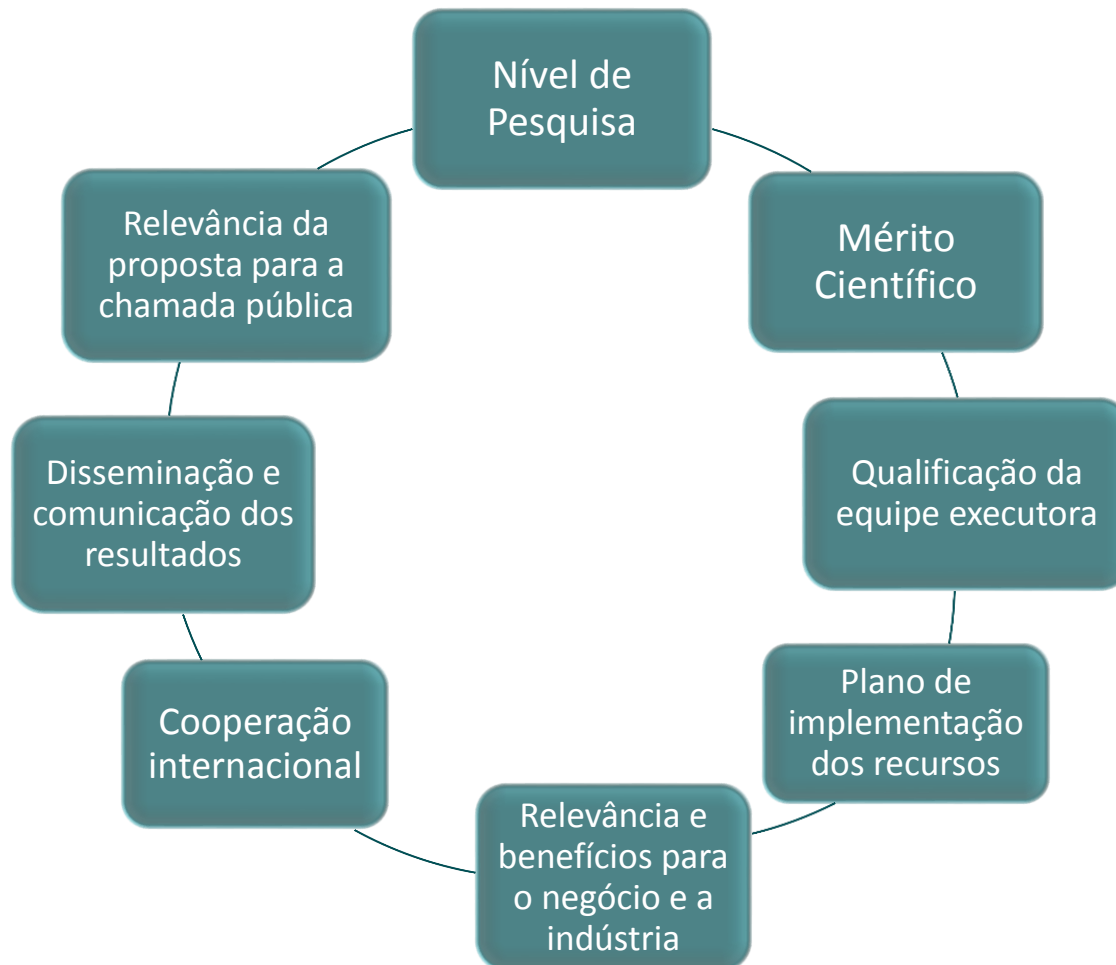 Nível de
Pesquisa
Mérito
Científico
Qualificação da
equipe executora
Plano de
implementação
dos recursos
Relevância e
benefícios para
o negócio e a
indústria
Cooperação
internacional
Disseminação e
comunicação dos
resultados
Relevância da
proposta para a
chamada pública